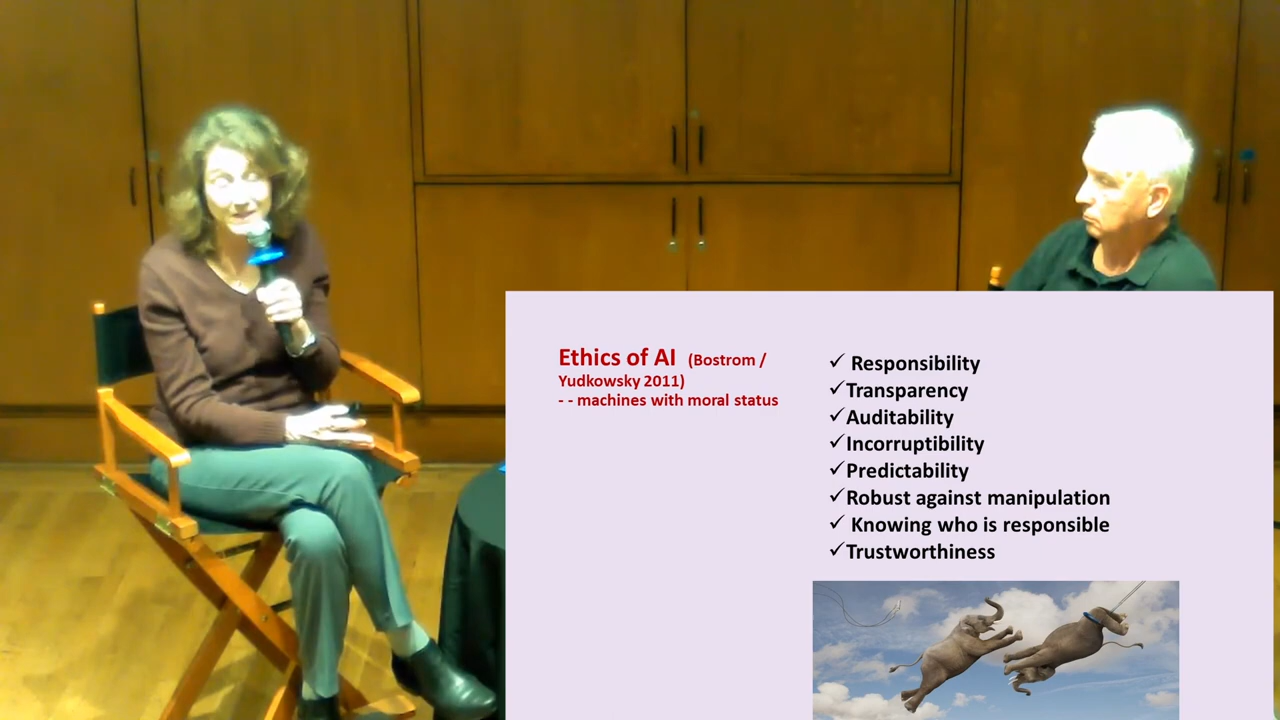 Ethics of AI (Bostrom /
Yudkowsky 2011)
- - machines with moral status
✓ Responsibility
✓Transparency
✓Auditability
✓Incorruptibility
✓Predictability
✓Robust against manipulation
✓ Knowing who is responsible
✓Trustworthiness